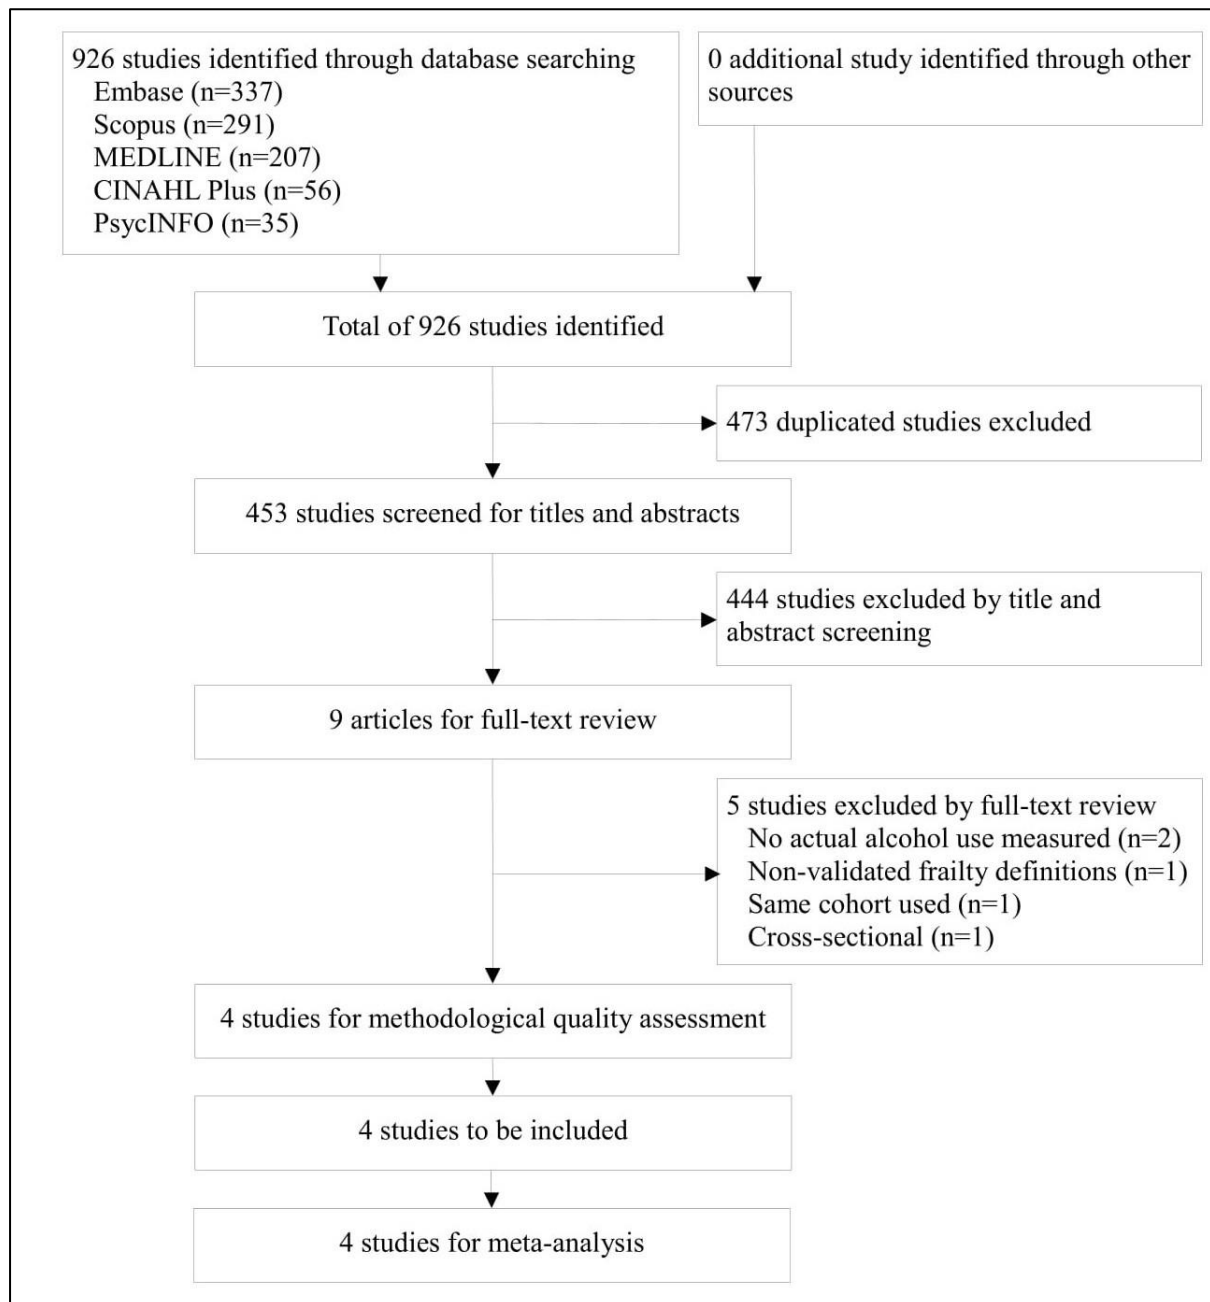 926 studies identified through database searching
Embase (n=337)
Scopus (n=291)
MEDLINE (n=207)
CINAHL Plus (n=56)
PsycINFO (n=35)
0 additional study identified through other
sources
Total of 926 studies identified
473 duplicated studies excluded
453 studies screened for titles and abstracts
444 studies excluded by title and
abstract screening
9 articles for full-text review
5 studies excluded by full-text review
No actual alcohol use measured (n=2)
Non-validated frailty definitions (n=1)
Same cohort used (n=1)
Cross-sectional (n=1)
4 studies for methodological quality assessment
4 studies to be included
4 studies for meta-analysis